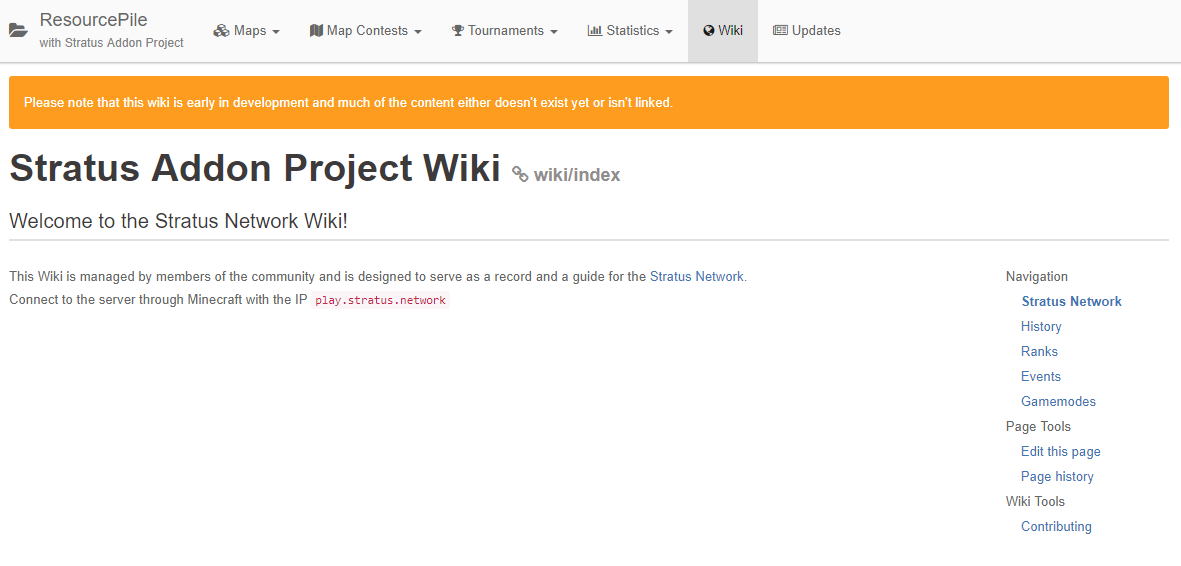 ResourcePile
with Stratus Addon Project
Maps
Map Contests
Tournaments
Statistics
Wiki
Updates
Please note that this wiki is early in development and much of the content either doesn't exist yet or isn't linked.
Stratus Addon Project Wiki wiki/index
Welcome to the Stratus Network Wiki!
This Wiki is managed by members of the community and is designed to serve as a record and a guide for the Stratus Network.
Connect to the server through Minecraft with the IP play.stratus.network
Navigation
Stratus Network
History
Ranks
Events
Gamemodes
Page Tools
Edit this page
Page history
Wiki Tools
Contributing